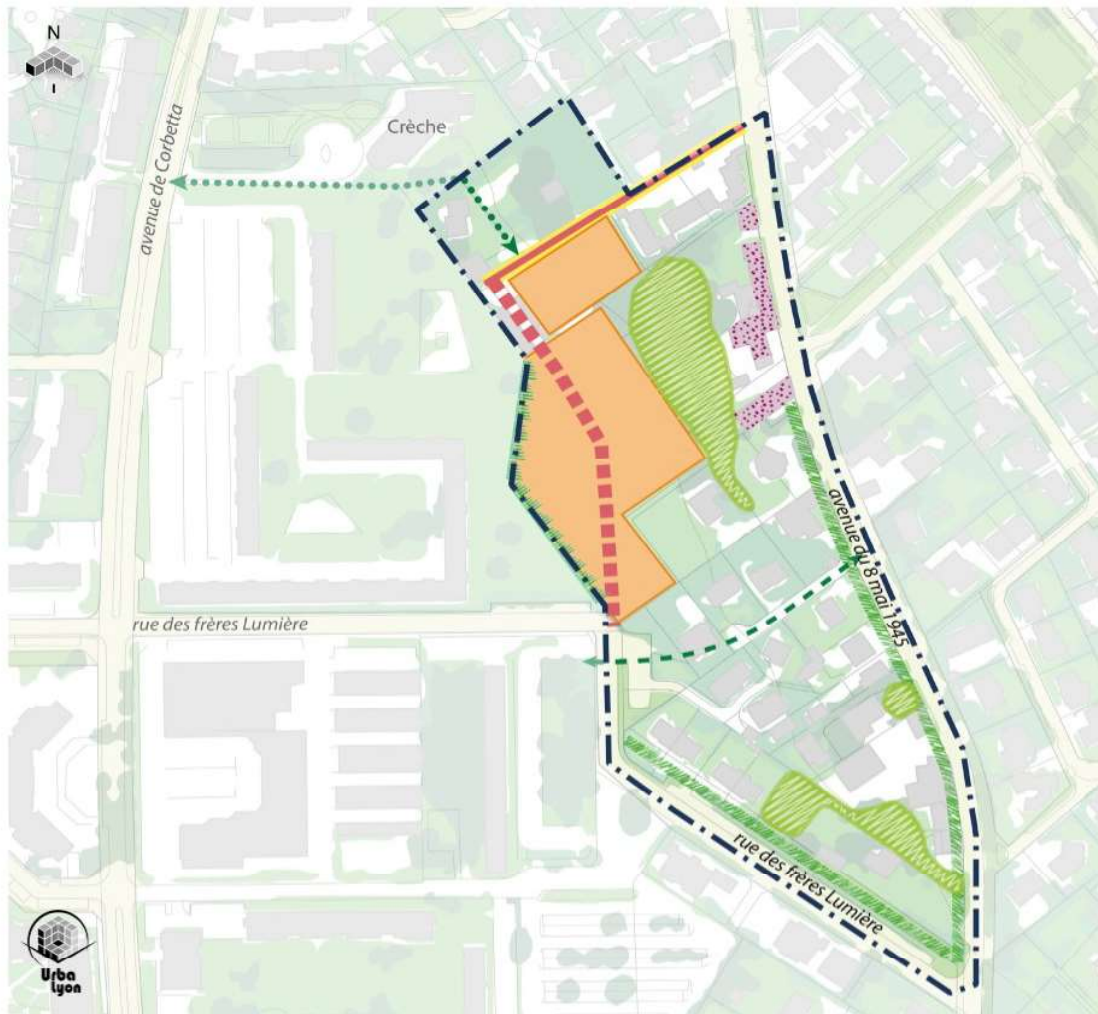 N
Crèche
avenue de Corbetta
avenue du 8 mai 1945
rue des frères Lumière
rue des frères Lumière
Urba
Lyon